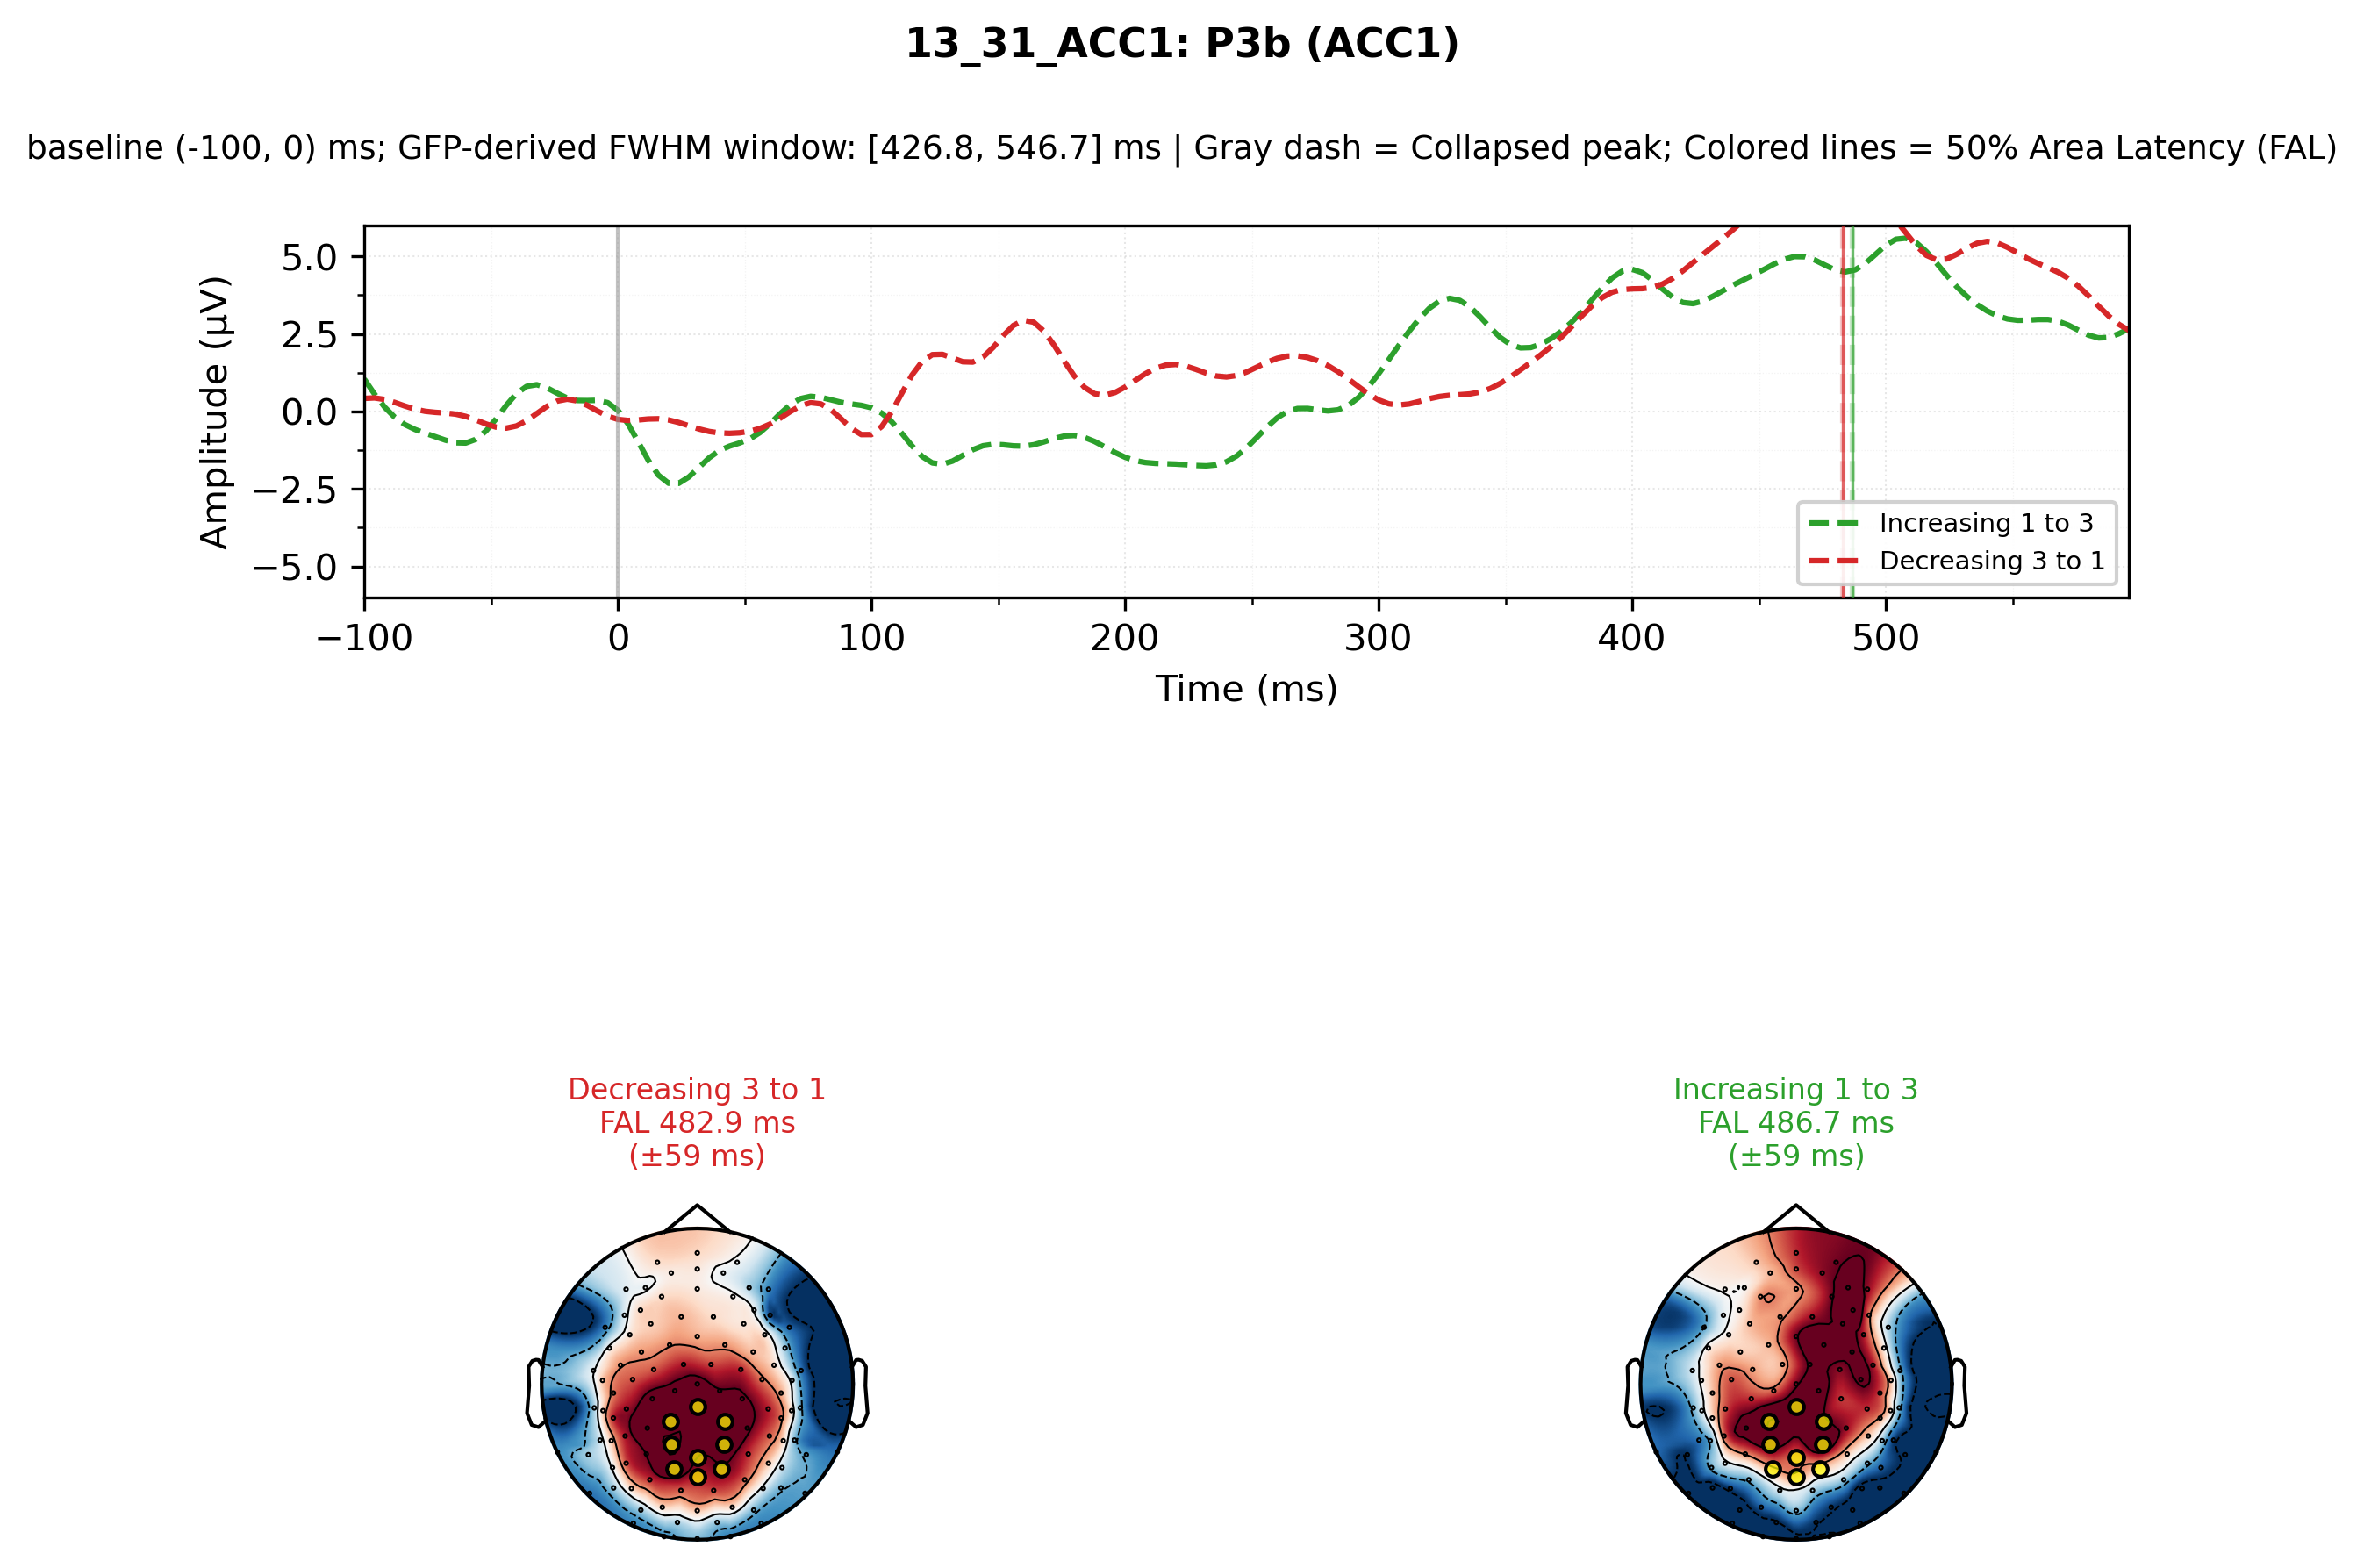 13_31_ACC1: P3b (ACC1)
baseline (-100, 0) ms; GFP-derived FWHM window: [426.8, 546.7] ms | Gray dash = Collapsed peak; Colored lines = 50% Area Latency (FAL)
Amplitude (µV)
5.0
2.5
0.0
−2.5
−5.0
Increasing 1 to 3
Decreasing 3 to 1
−100 0 100 200 300 400 500
Time (ms)
Decreasing 3 to 1
FAL 482.9 ms
(±59 ms)
Increasing 1 to 3
FAL 486.7 ms
(±59 ms)